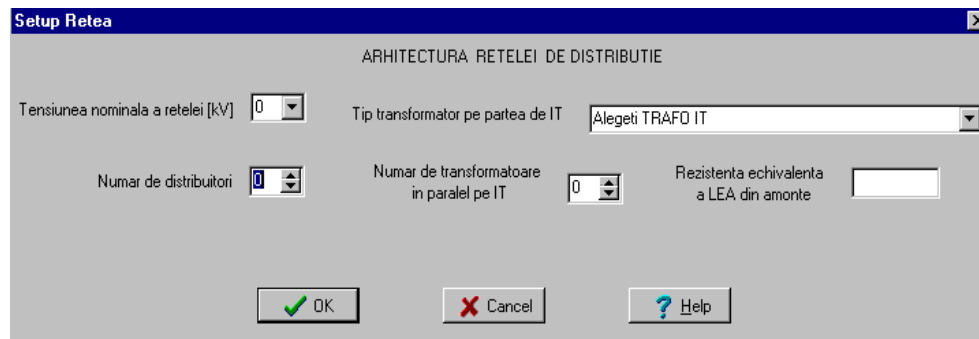 Setup Retea
ARHITECTURA RETELEI DE DISTRIBUTIE
Tensiunea nominala a retelei [kV]
0
Tip transformator pe partea de IT
Alegeti TRAFO IT
Numar de distribuitori
0
Numar de transformatoare
in paralel pe IT
0
Rezistenta echivalenta
a LEA din amonte
OK
Cancel
? Help